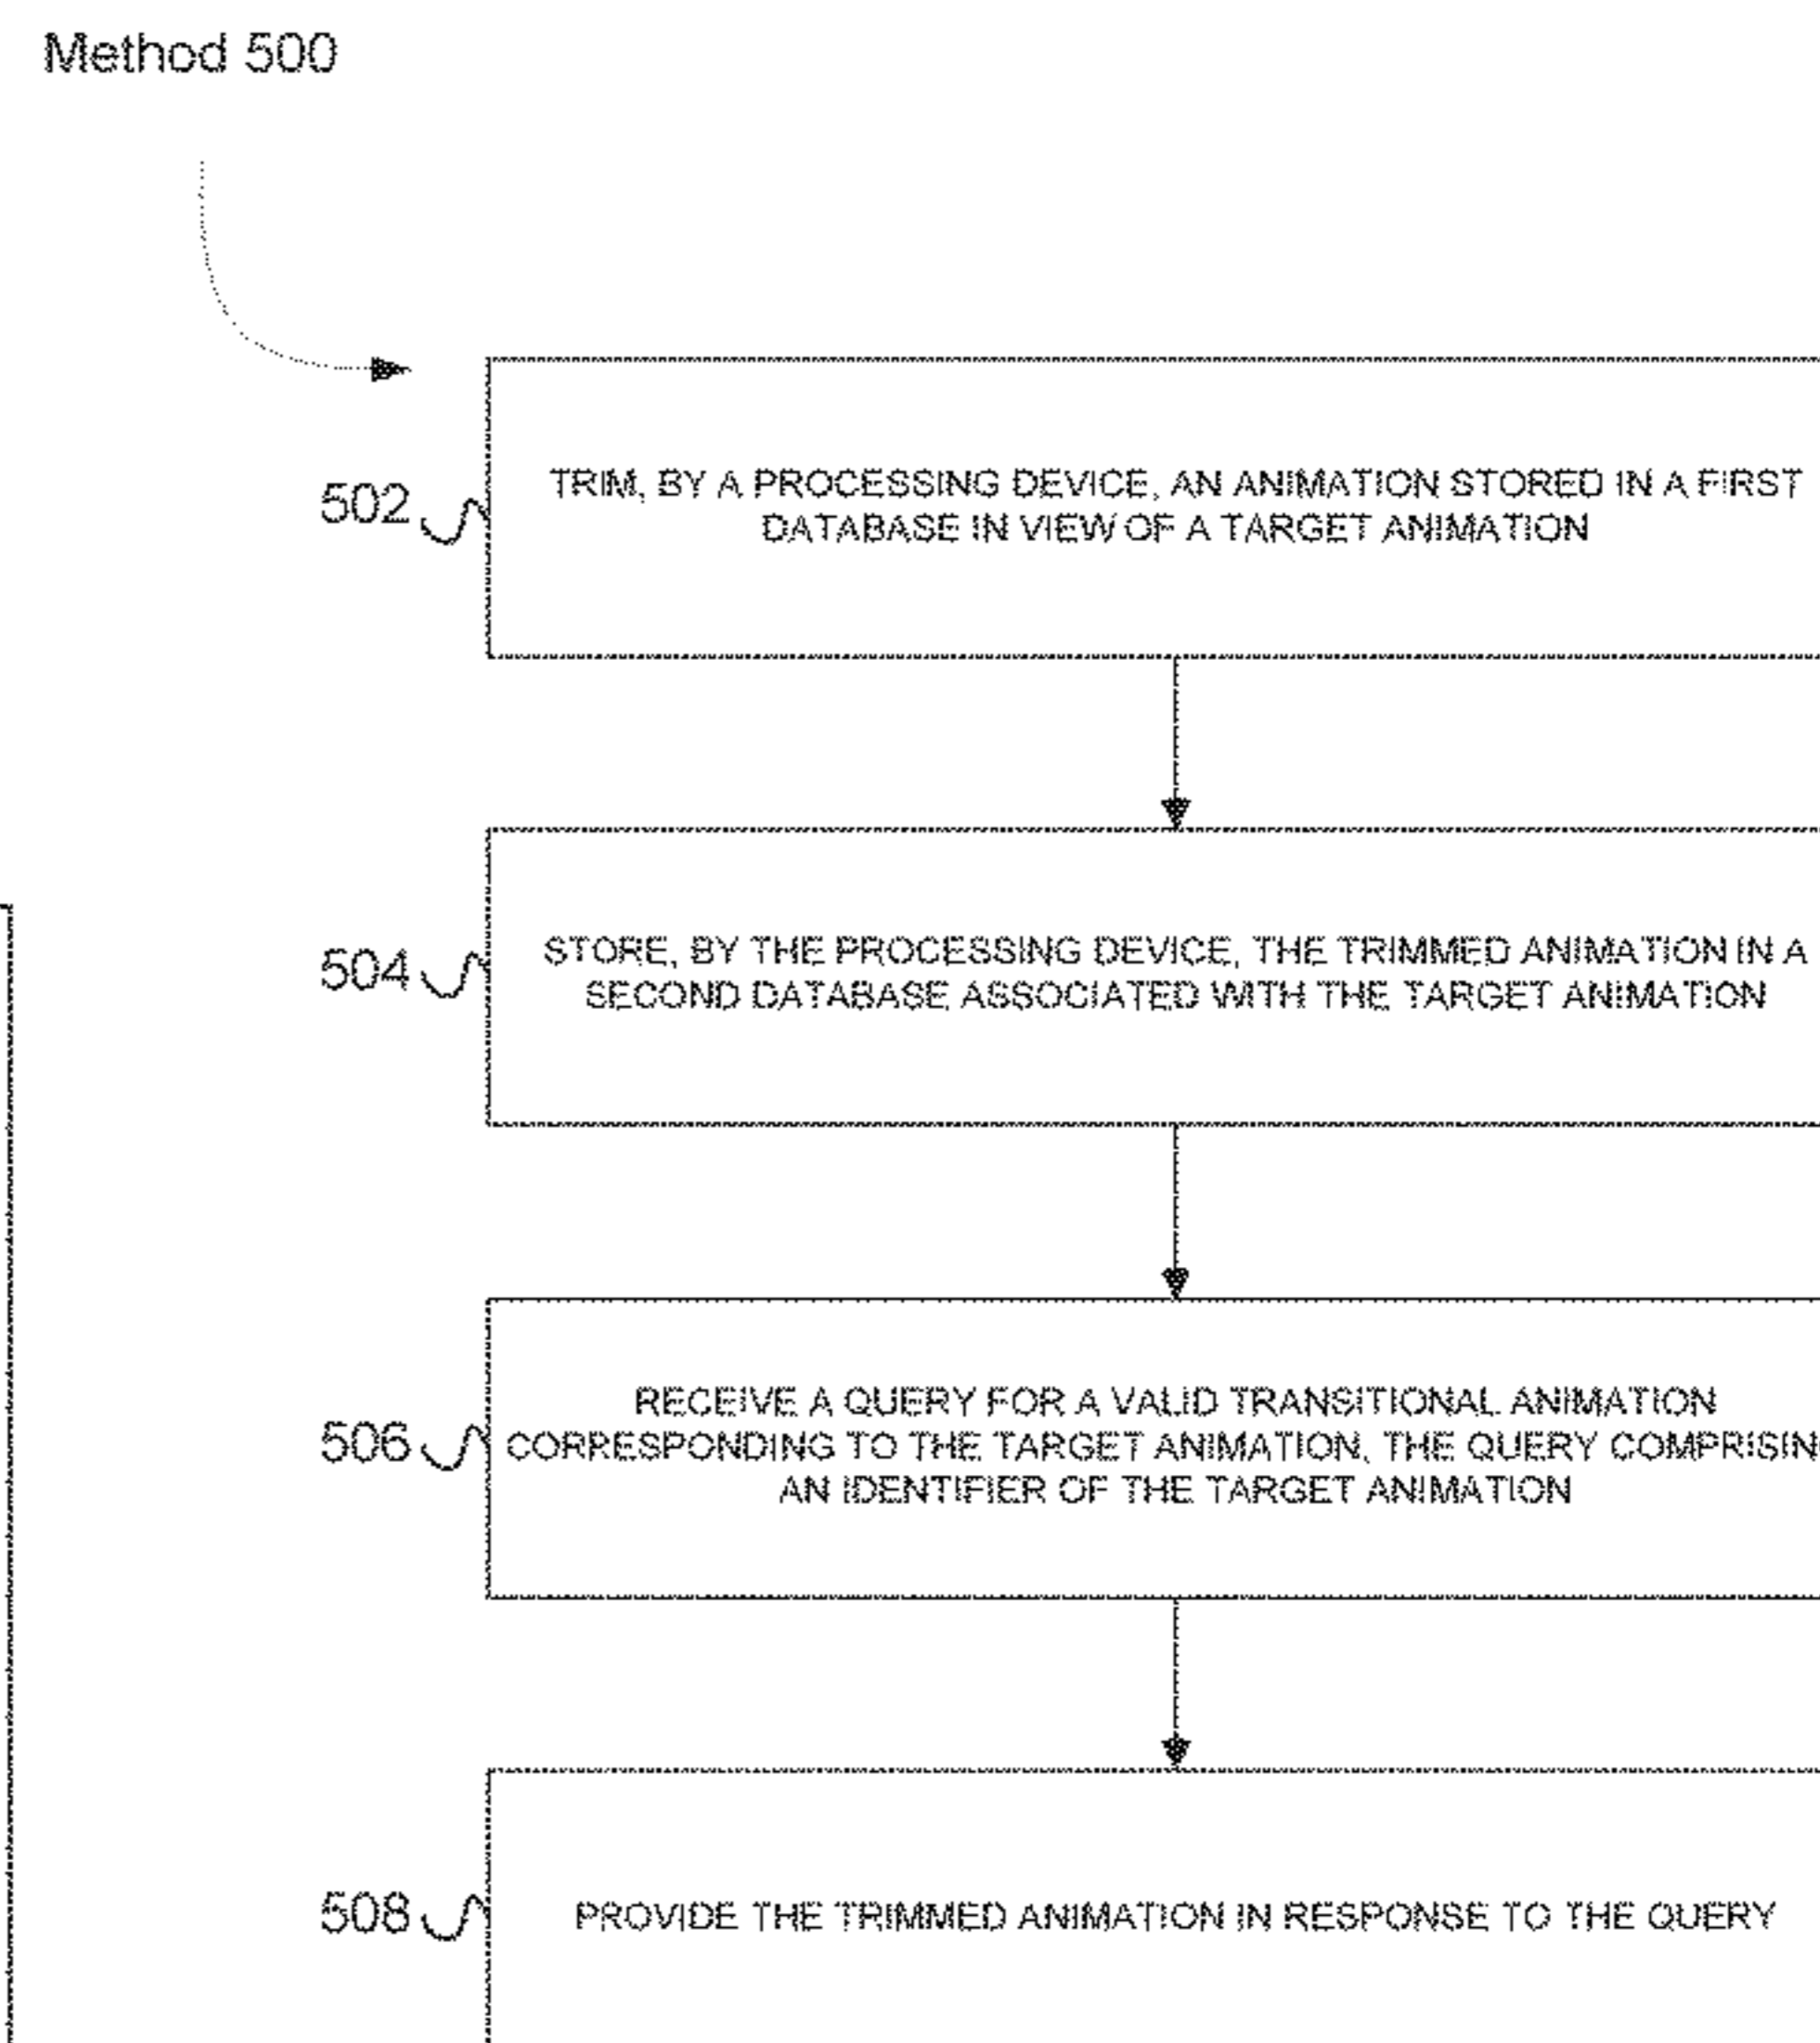 Method 500
502
TRIM, BY A PROCESSING DEVICE, AN ANIMATION STORED IN A FIRST
DATABASE IN VIEW OF A TARGET ANIMATION
504
STORE, BY THE PROCESSING DEVICE, THE TRIMMED ANIMATION IN A
SECOND DATABASE ASSOCIATED WITH THE TARGET ANIMATION
506
RECEIVE A QUERY FOR A VALID TRANSITIONAL ANIMATION
CORRESPONDING TO THE TARGET ANIMATION, THE QUERY COMPRISIN
AN IDENTIFIER OF THE TARGET ANIMATION
508
PROVIDE THE TRIMMED ANIMATION IN RESPONSE TO THE QUERY